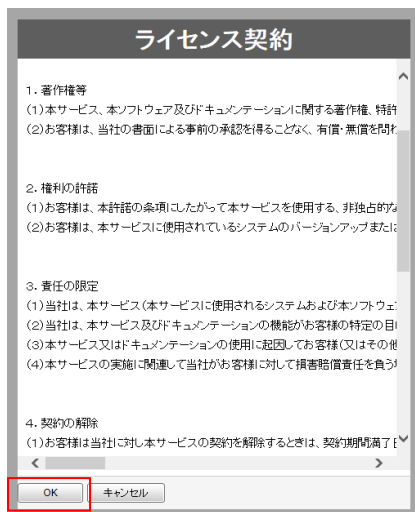 ライセンス契約
1. 著作権等
(1)本サービス、本ソフトウェア及びドキュメンテーションに関する著作権、特許
(2)お客様は、当社の書面による事前の承認を得ることなく、有償・無償を問わ
2. 権利の許諾
(1)お客様は、本許諾の条項にしたがって本サービスを使用する、非独占的な
(2)お客様は、本サービスに使用されているシステムのバージョンアップまたは
3. 責任の限定
(1)当社は、本サービス(本サービスに使用されるシステムおよび本ソフトウェ
(2)当社は、本サービス及びドキュメンテーションの機能がお客様の特定の目
(3)本サービス又はドキュメンテーションの使用に起因してお客様(又はその他
(4)本サービスの実施に関連して当社がお客様に対して損害賠償責任を負う
4. 契約の解除
(1)お客様は当社に対し本サービスの契約を解除するときは、契約期間満了
OK キャンセル